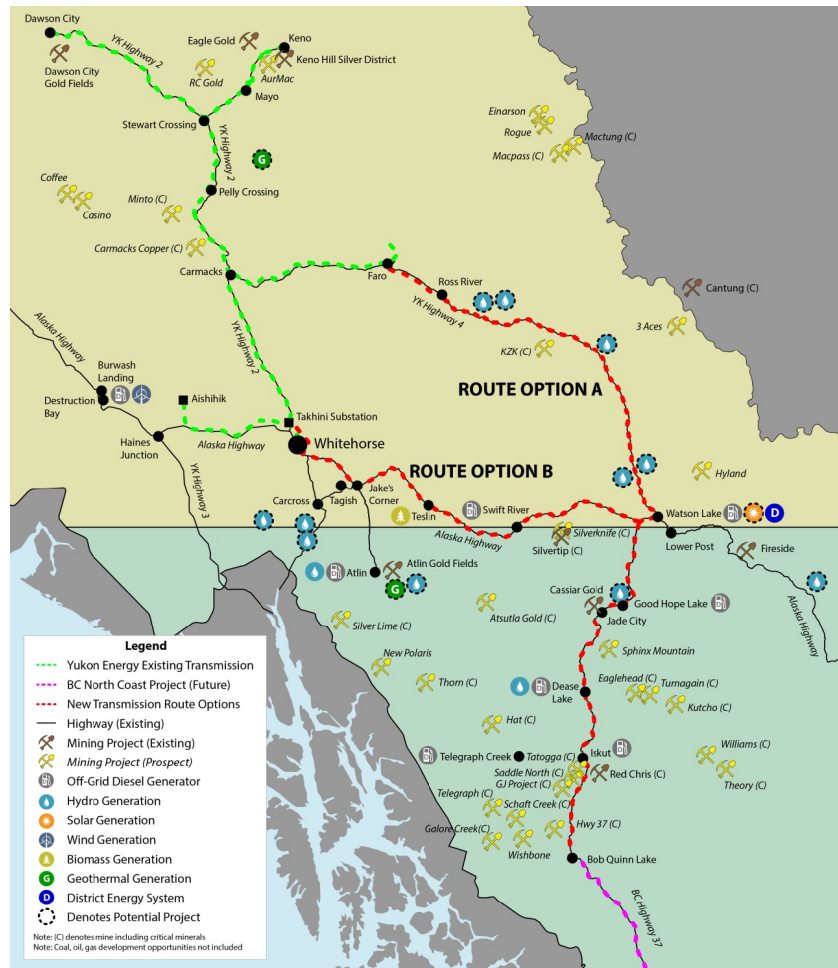 Dawson City
YK Highway 2
Dawson City
Gold Fields
Eagle Gold
Keno
Keno Hill Silver District
RC Gold
AurMac
Mayo
Stewart Crossing
YK Highway 2
G
Pelly Crossing
Coffee
Casino
Minto (C)
Carmacks Copper (C)
Carmacks
Einarson
Rogue
Mactung (C)
Macpass (C)
Faro
Ross River
YK Highway 4
Cantung (C)
3 Aces
KZK (C)
YK Highway 2
Alaska Highway
Burwash
Landing
Destruction
Bay
D
Aishihik
Takhini Substation
Whitehorse
Haines
Junction
Alaska Highway
YK Highway 3
ROUTE OPTION A
ROUTE OPTION B
Carcross
Tagish
Jake's
Corner
Teslin
D
Swift River
Alaska Highway
Hyland
Watson Lake
D
D
Lower Post
Silverknife (C)
Silvertip (C)
Fireside
Alaska Highway
Atlin
D
Atlin Gold Fields
G
Cassiar Gold
Good Hope Lake
D
Jade City
Atsutla Gold (C)
Silver Lime (C)
New Polaris
Thorn (C)
Sphinx Mountain
Eaglehead (C)
Turnagain (C)
Kutcho (C)
D
Dease
Lake
Hat (C)
Williams (C)
Theory (C)
D
Telegraph Creek
Tatogga (C)
Iskut
D
Saddle North (C)
GJ Project (C)
Red Chris (C)
Telegraph (C)
Schaft Creek (C)
Galore Creek(C)
Wishbone
Hwy 37 (C)
Bob Quinn Lake
BC Highway 37
Legend
Yukon Energy Existing Transmission
BC North Coast Project (Future)
New Transmission Route Options
Highway (Existing)
Mining Project (Existing)
Mining Project (Prospect)
D
Off-Grid Diesel Generator
Hydro Generation
Solar Generation
Wind Generation
Biomass Generation
G
Geothermal Generation
D
District Energy System
Denotes Potential Project
Note: (C) denotes mine including critical minerals
Note: Coal, oil, gas development opportunities not included